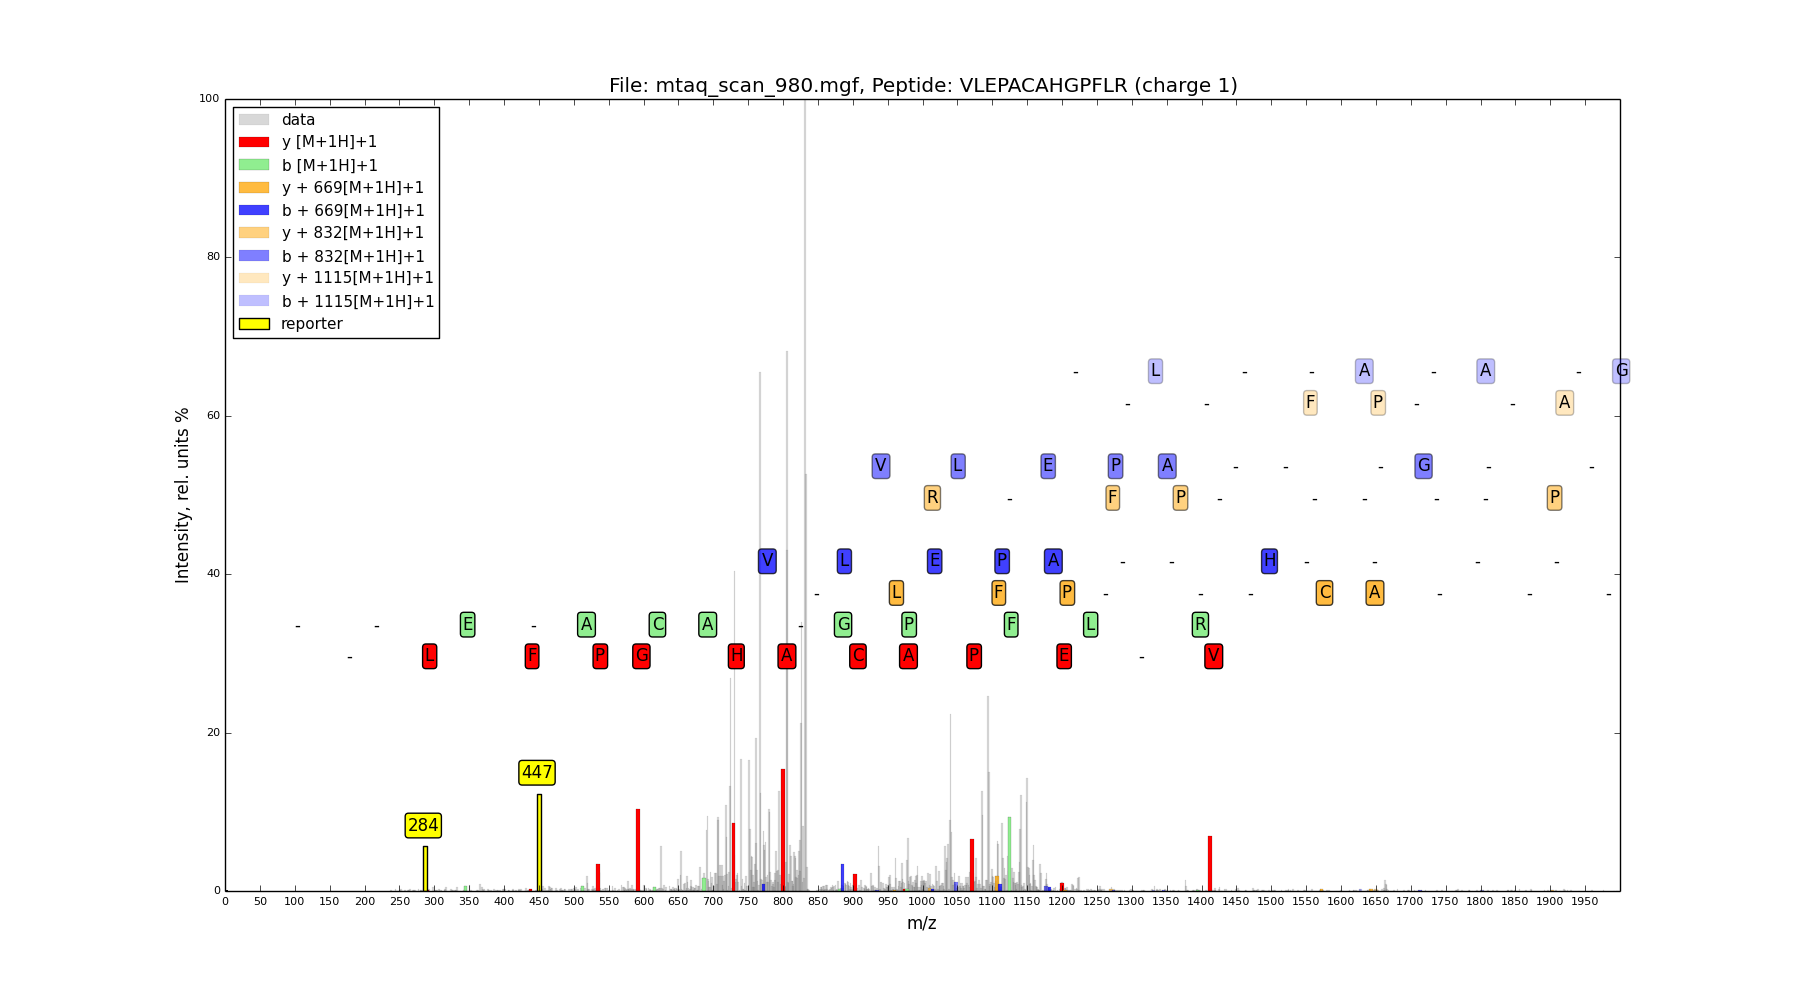 File: mtaq_scan_980.mgf, Peptide: VLEPACAHGPFLR (charge 1)
100
80
60
40
20
0
Intensity, rel. units %
data
y [M+1H]+1
b [M+1H]+1
y + 669[M+1H]+1
b + 669[M+1H]+1
y + 832[M+1H]+1
b + 832[M+1H]+1
y + 1115[M+1H]+1
b + 1115[M+1H]+1
reporter
- L - - A - A - G
- - F P - - A
V L E P A - - - G - -
R - F P - - - - - P
V L E P A - - H - - - -
- L F P - - - C A - - -
- - E - A C A - G P F L R
- L F P G H A C A P E - V
447
284
0 50 100 150 200 250 300 350 400 450 500 550 600 650 700 750 800 850 900 950 1000 1050 1100 1150 1200 1250 1300 1350 1400 1450 1500 1550 1600 1650 1700 1750 1800 1850 1900 1950
m/z